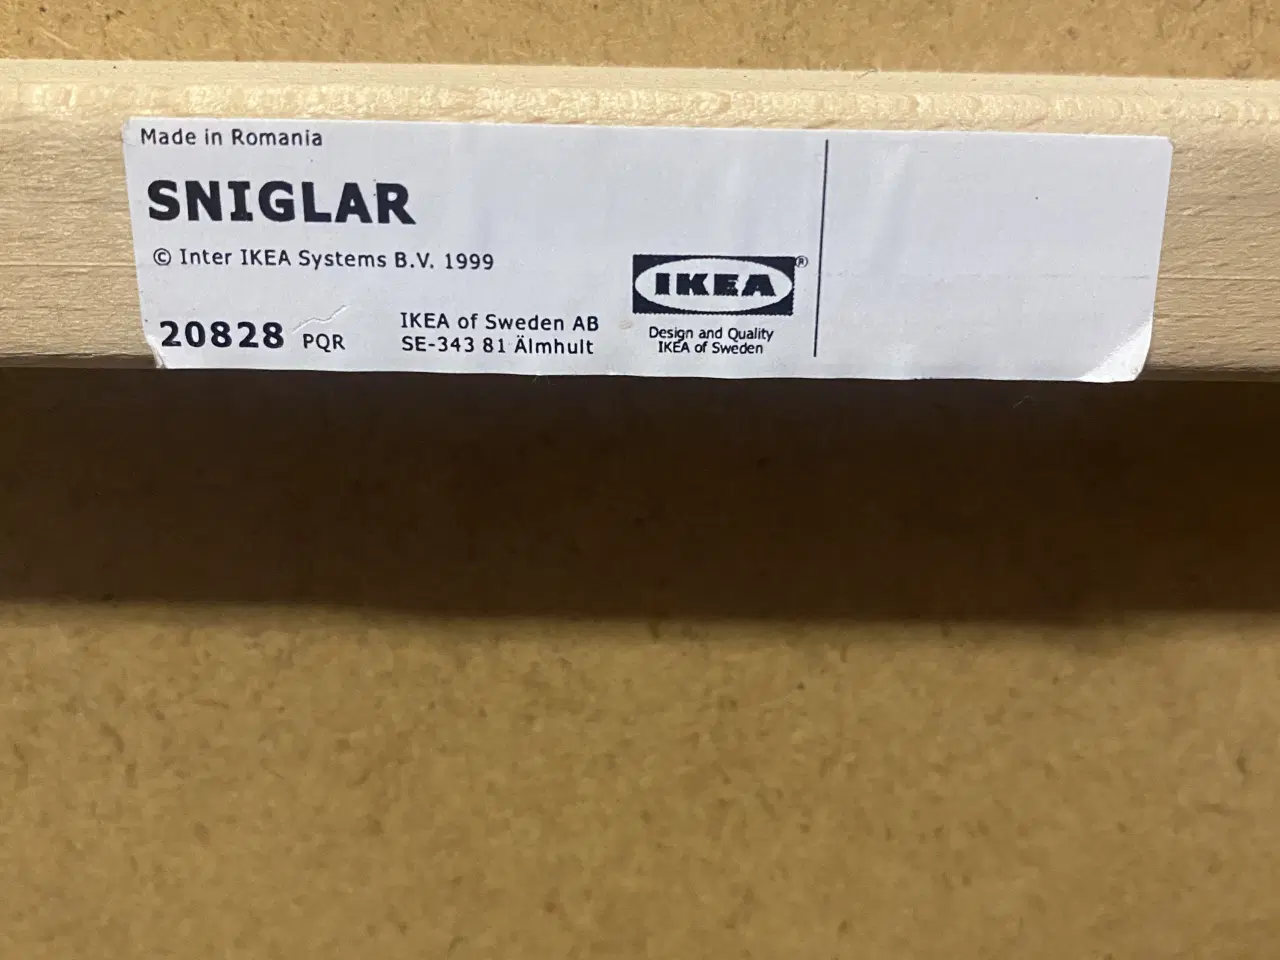 Made in Romania
SNIGLAR
© Inter IKEA Systems B.V. 1999
20828 PQR
IKEA of Sweden AB
SE-343 81 Älmhult
IKEA®
Design and Quality
IKEA of Sweden